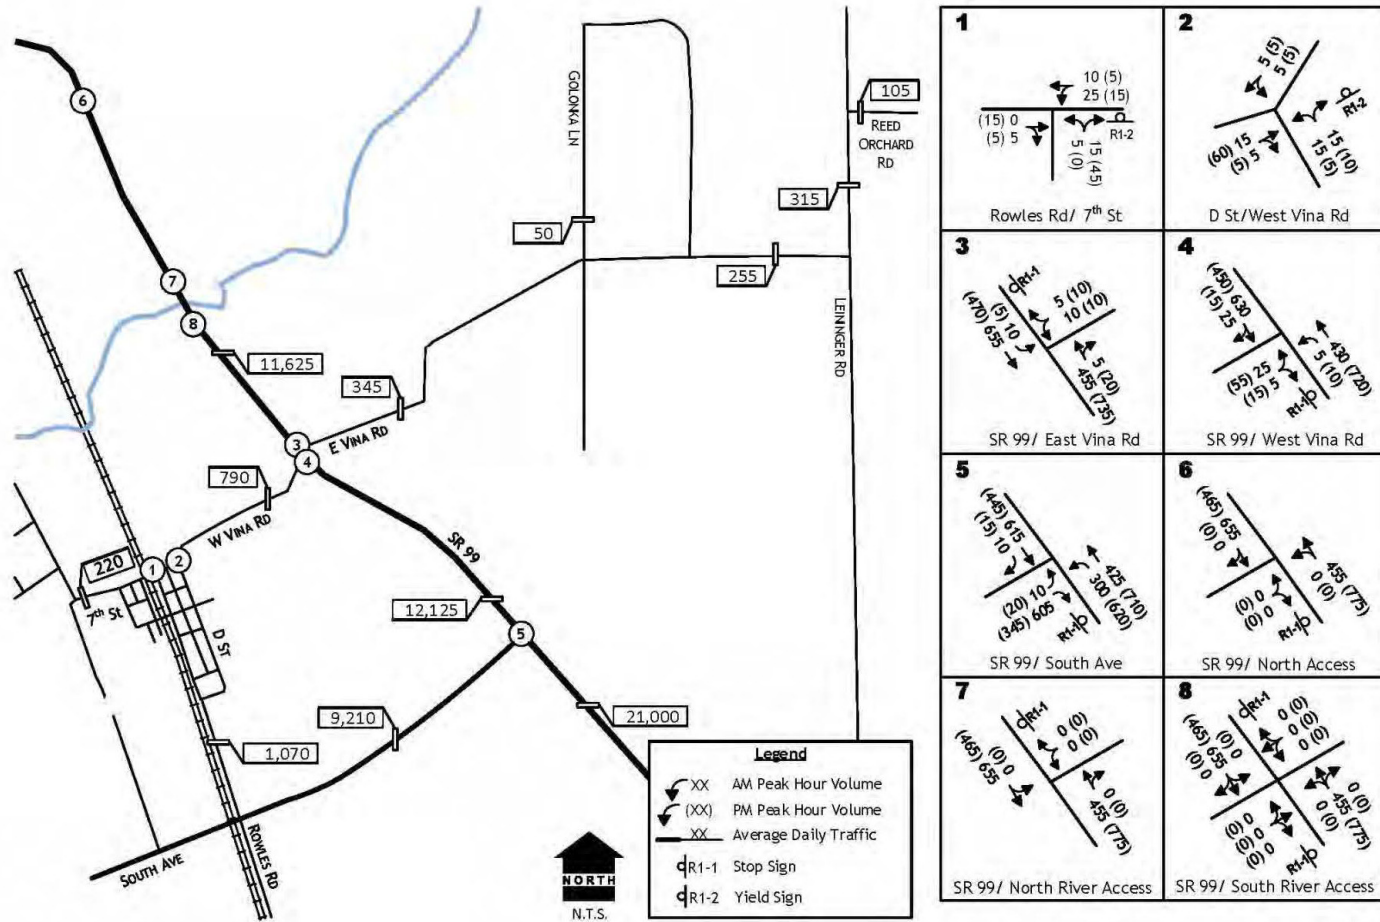 6
7
8
3
4
5
1
2
GOLONKA LN
105
REED
ORCHARD
RD
315
50
255
LEININGER RD
11,625
345
E VINA RD
790
W VINA RD
SR 99
220
7th ST
D ST
12,125
9,210
1,070
21,000
SOUTH AVE
ROWLES RD
NORTH
N.T.S.
Legend
XX AM Peak Hour Volume
(XX) PM Peak Hour Volume
XX Average Daily Traffic
R1-1 Stop Sign
R1-2 Yield Sign
1
10 (5)
25 (15)
(15) 0
(5) 5
R1-2
15 (45)
5 (0)
Rowles Rd/ 7th St
2
5 (5)
5 (5)
R1-2
(60) 15
(5) 5
15 (10)
15 (5)
D St/West Vina Rd
3
R1-1
5 (10)
10 (10)
(5) 10
(470) 655
5 (20)
455 (735)
SR 99/ East Vina Rd
4
(450) 630
(15) 25
430 (720)
5 (10)
(55) 25
(15) 5
R1-1
SR 99/ West Vina Rd
5
(445) 615
(15) 10
425 (710)
300 (620)
(20) 10
(345) 605
R1-1
SR 99/ South Ave
6
(465) 655
(0) 0
455 (775)
0 (0)
(0) 0
(0) 0
R1-1
SR 99/ North Access
7
R1-1
0 (0)
0 (0)
(0) 0
(465) 655
0 (0)
455 (775)
SR 99/ North River Access
8
R1-1
0 (0)
0 (0)
0 (0)
(0) 0
(465) 655
(0) 0
0 (0)
455 (775)
0 (0)
(0) 0
(0) 0
(0) 0
R1-1
SR 99/ South River Access